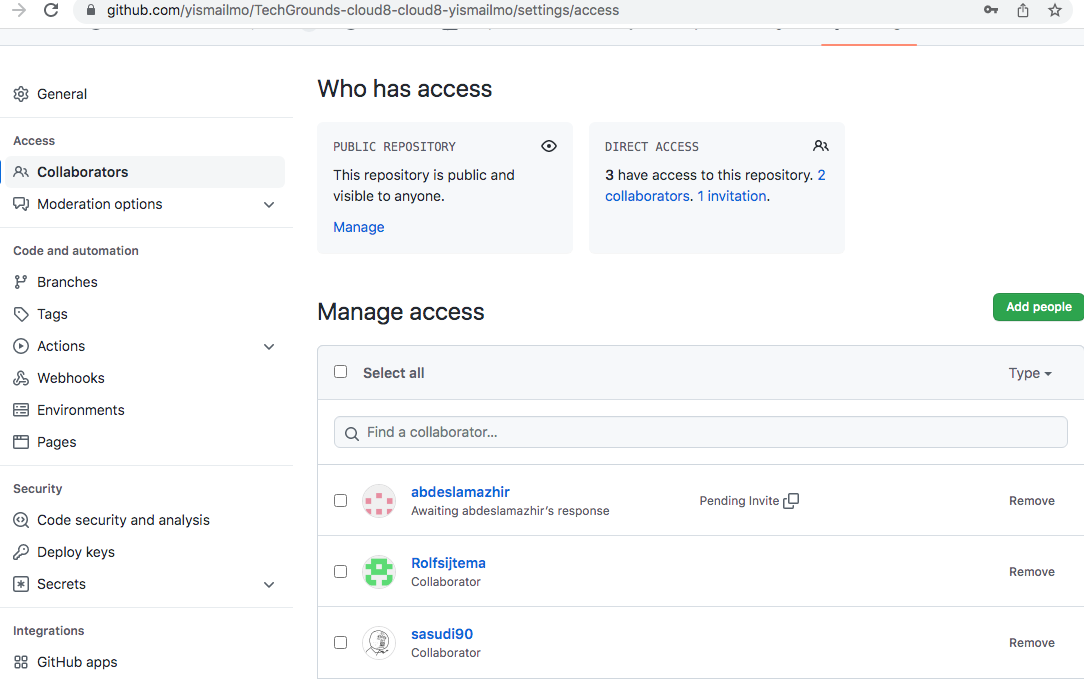 github.com/yismailmo/TechGrounds-cloud8-cloud8-yismailmo/settings/access
General
Access
Collaborators
Moderation options
Code and automation
Branches
Tags
Actions
Webhooks
Environments
Pages
Security
Code security and analysis
Deploy keys
Secrets
Integrations
GitHub apps
Who has access
PUBLIC REPOSITORY
This repository is public and
visible to anyone.
Manage
DIRECT ACCESS
3 have access to this repository. 2
collaborators. 1 invitation.
Manage access
Add people
Select all
Type
Find a collaborator...
abdeslamazhir
Awaiting abdeslamazhir's response
Pending Invite
Remove
Rolfsijtema
Collaborator
Remove
sasudi90
Collaborator
Remove